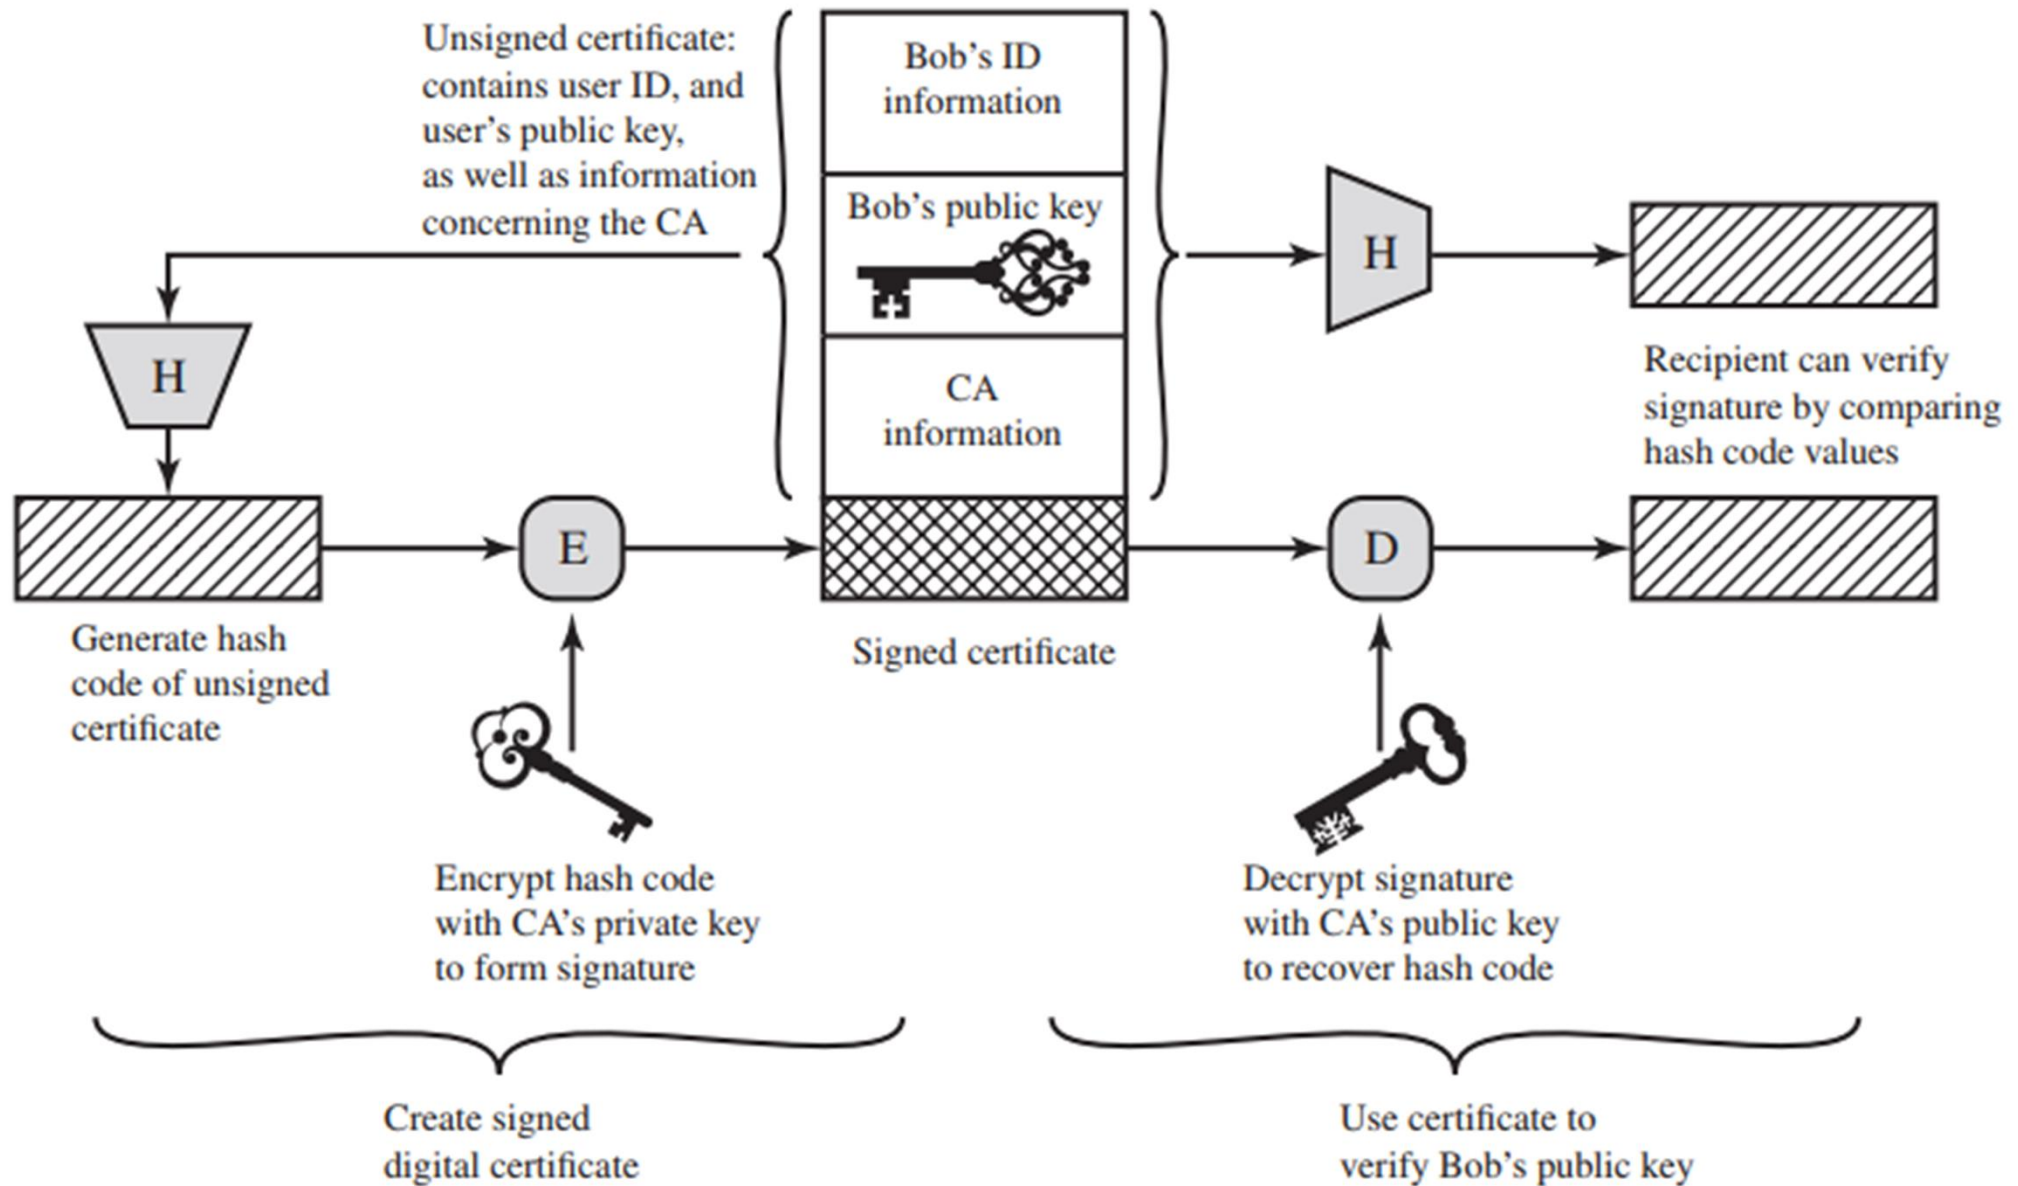 Unsigned certificate:
contains user ID, and
user’s public key,
as well as information
concerning the CA
Bob’s ID
information
Bob’s public key
CA
information
H
H
Recipient can verify
signature by comparing
hash code values
E
D
Generate hash
code of unsigned
certificate
Signed certificate
Encrypt hash code
with CA’s private key
to form signature
Decrypt signature
with CA’s public key
to recover hash code
Create signed
digital certificate
Use certificate to
verify Bob’s public key